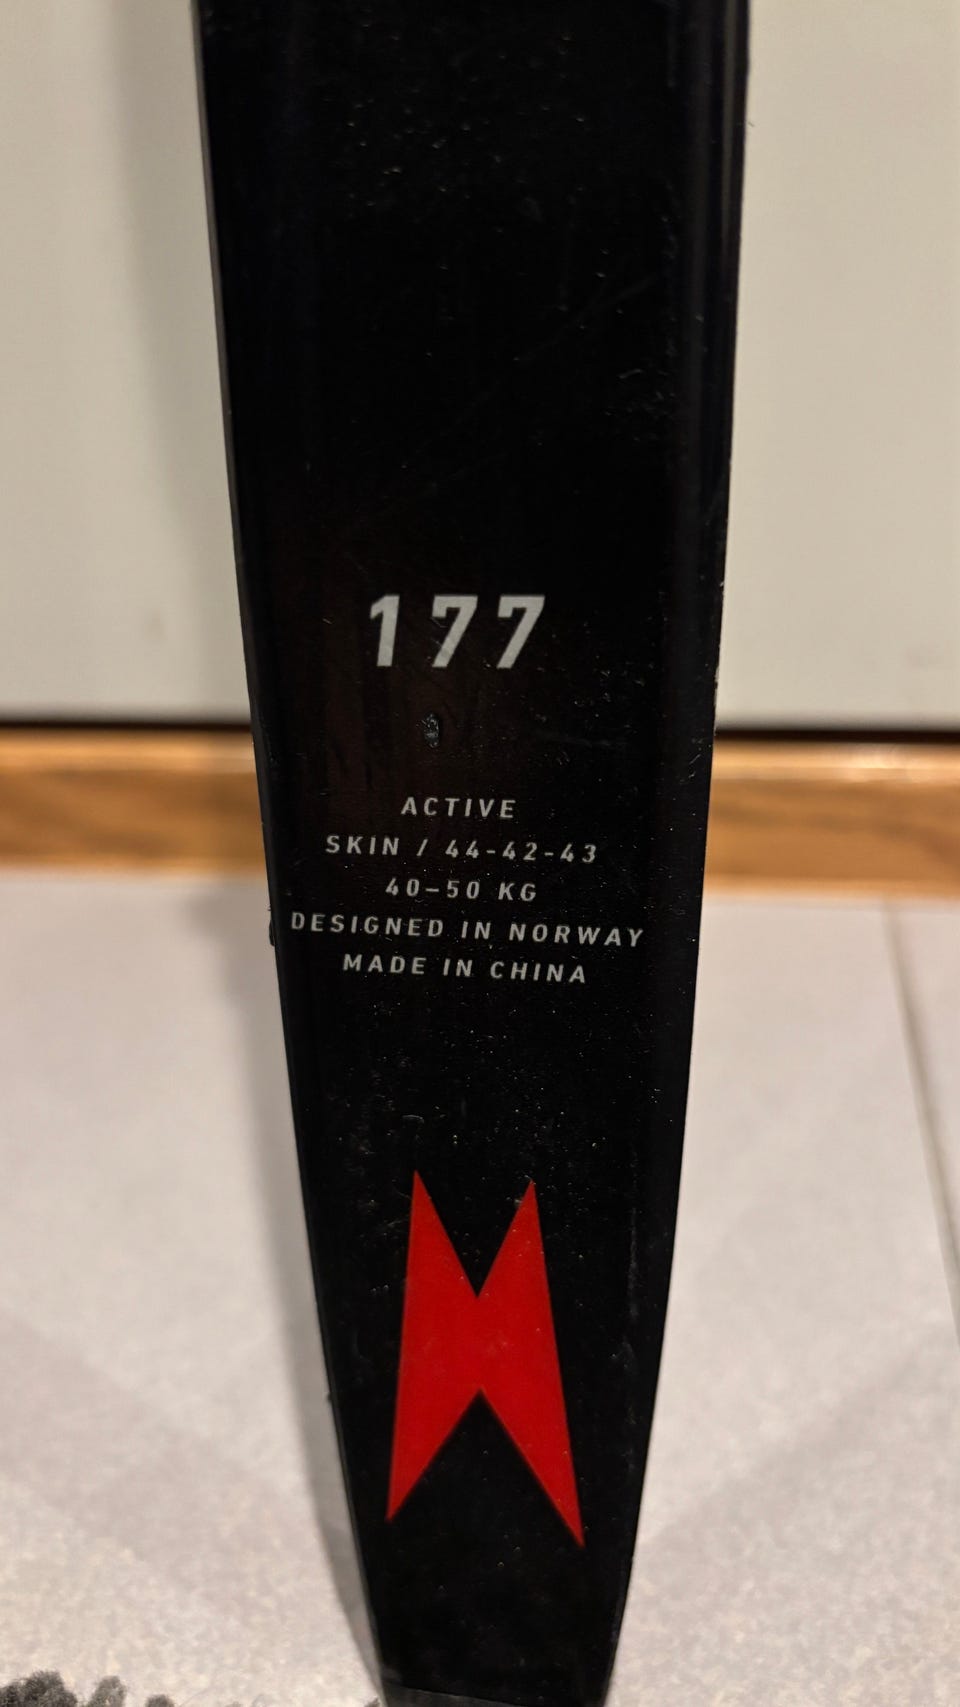 177
ACTIVE
SKIN / 44-42-43
40-50 KG
DESIGNED IN NORWAY
MADE IN CHINA